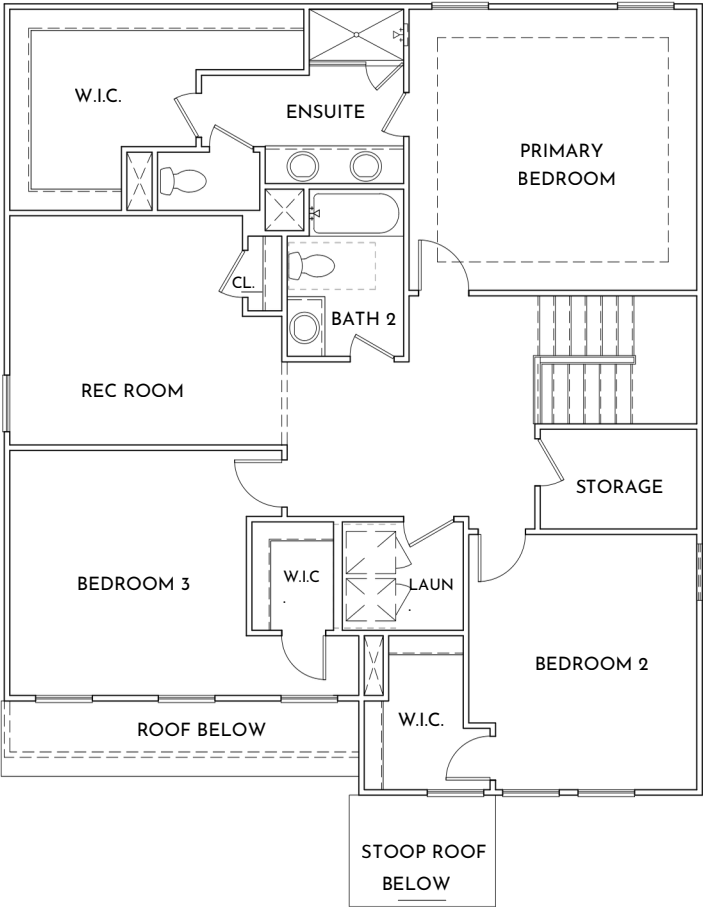 W.I.C.
ENSUITE
PRIMARY
BEDROOM
CL.
BATH 2
REC ROOM
STORAGE
BEDROOM 3
W.I.C
.
LAUN
.
BEDROOM 2
W.I.C.
ROOF BELOW
STOOP ROOF
BELOW